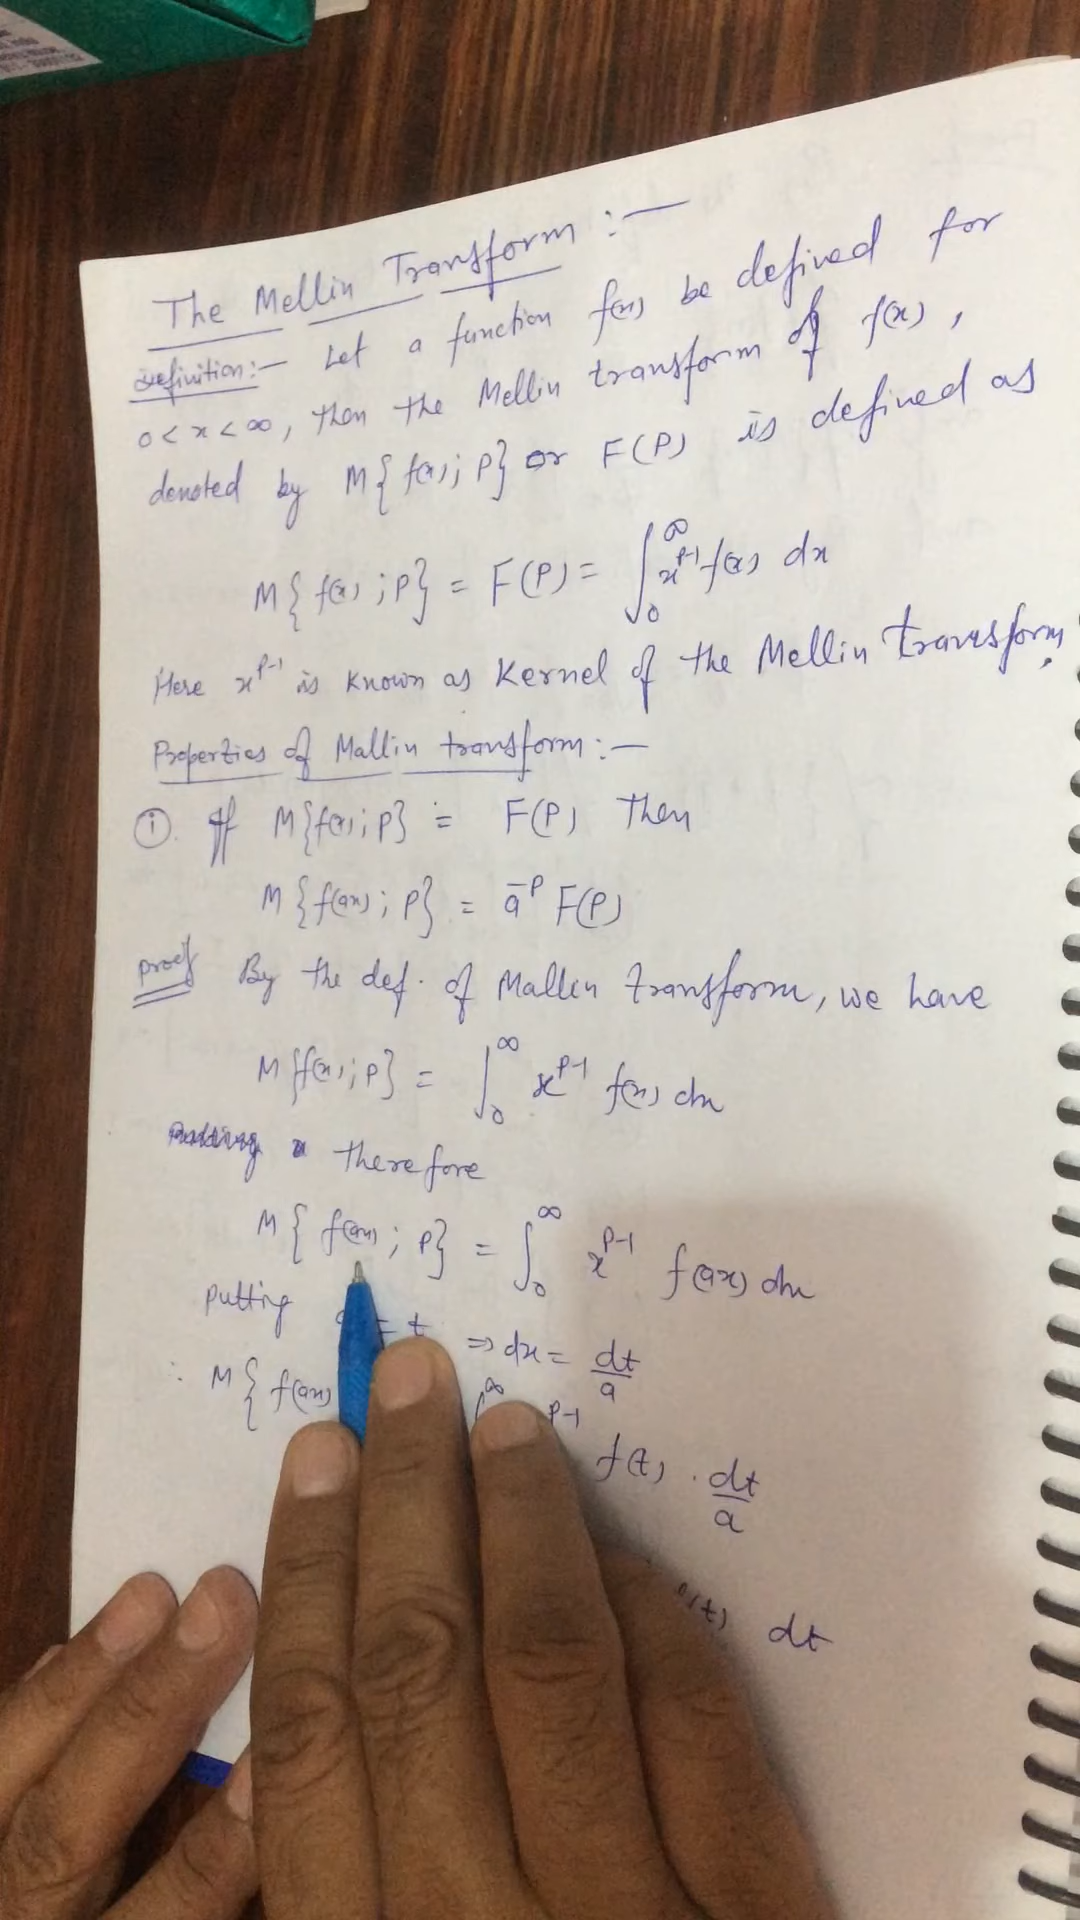 The Mellin Transform :—
Definition:— Let a function f(x) be defined for
0 < x < ∞, then the Mellin transform of f(x),
denoted by M{f(x); P} or F(P) is defined as
M{f(x); P} = F(P) = ∫₀^∞ x^{P-1} f(x) dx
Here x^{P-1} is known as Kernel of the Mellin transform.
Properties of Mallin transform:—
(i). If M{f(x); P} = F(P) Then
M{f(ax); P} = a^{-P} F(P)
Proof By the def. of Mallin transform, we have
M{f(x); P} = ∫₀^∞ x^{P-1} f(x) dx
therefore
M{f(ax); P} = ∫₀^∞ x^{P-1} f(ax) dx
Putting = t ⇒ dx = dt/a
∴ M{f(ax) ∫^∞ ^{P-1} f(t) . dt/a
(t) dt